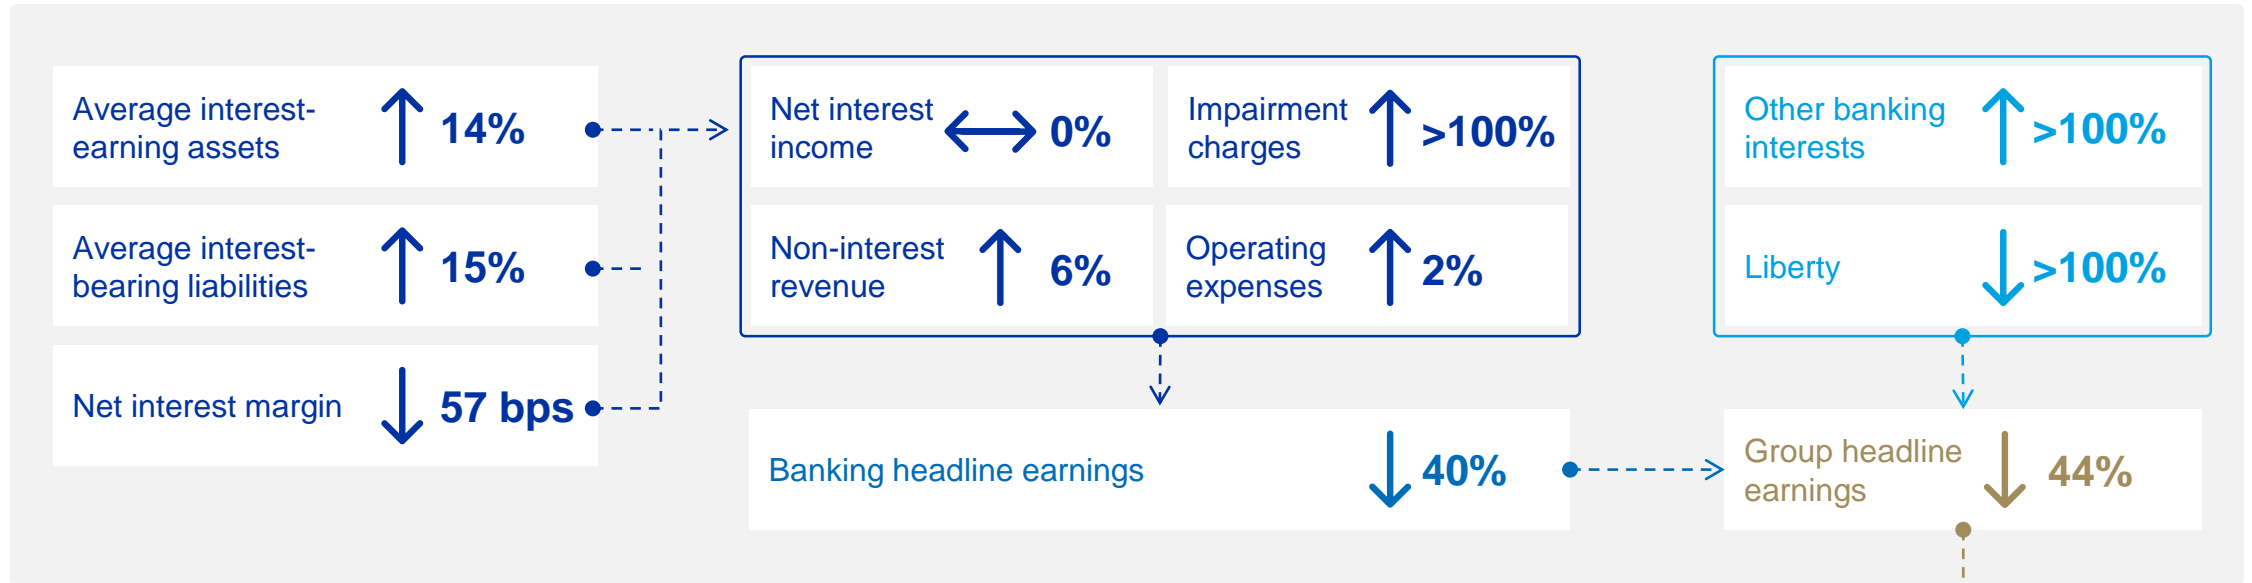 Average interest-
earning assets
14%
Average interest-
bearing liabilities
15%
Net interest margin
57 bps
Net interest
income
0%
Impairment
charges
>100%
Non-interest
revenue
6%
Operating
expenses
2%
Banking headline earnings
40%
Other banking
interests
>100%
Liberty
>100%
Group headline
earnings
44%